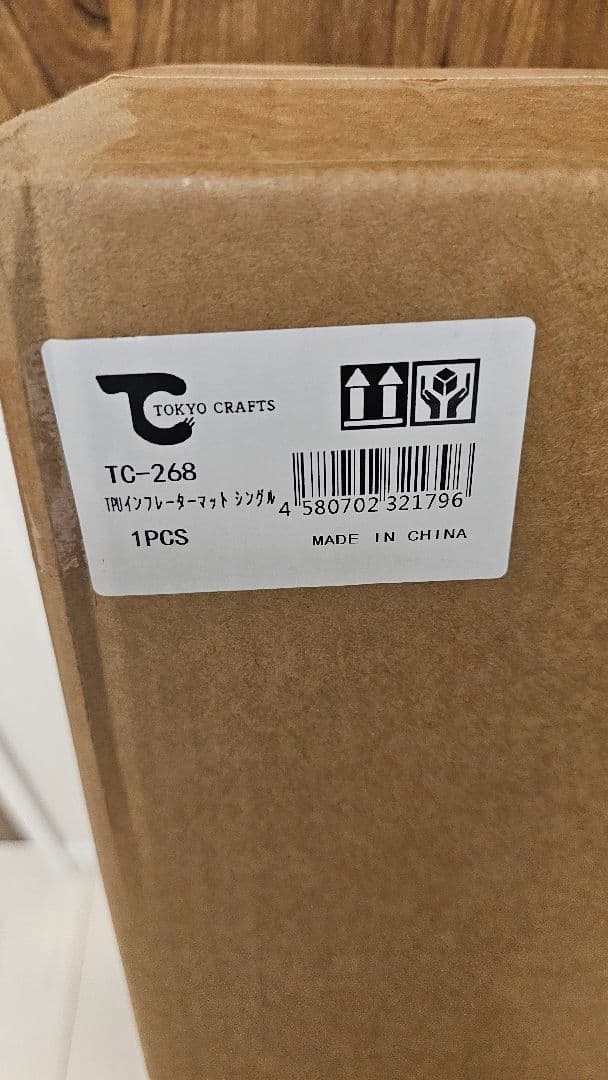 TOKYO CRAFTS
TC-268
TPUインフレーターマット シングル
4 580702 321796
1PCS
MADE IN CHINA